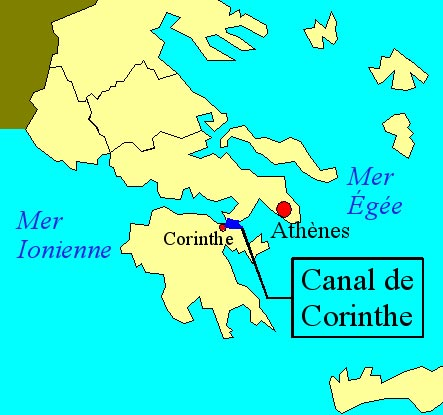 Mer
Égée
Mer
Ionienne
Corinthe
Athènes
Canal de
Corinthe